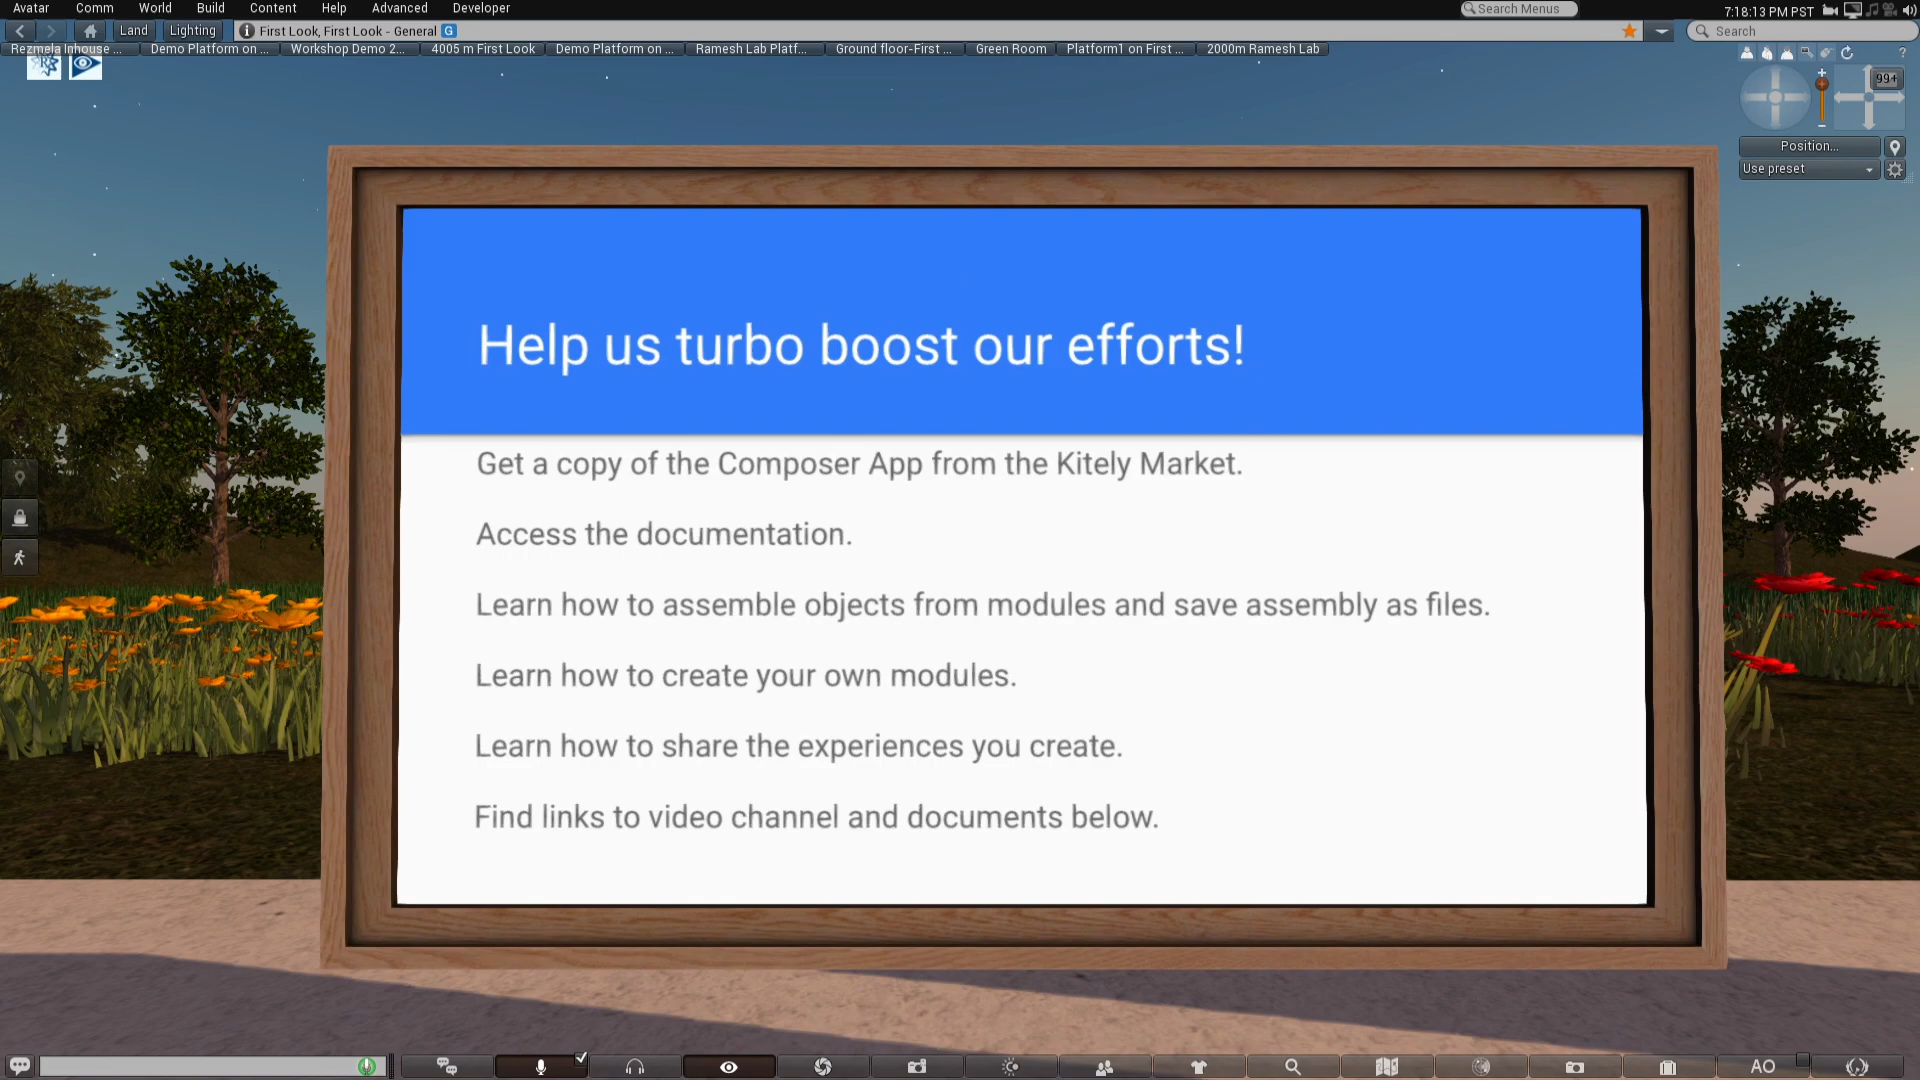 Avatar Comm World Build Content Help Advanced Developer Search Menus 7:18:13 PM PST
Land Lighting First Look, First Look - General G Search
Rezmela Inhouse ... Demo Platform on ... Workshop Demo 2... 4005 m First Look Demo Platform on ... Ramesh Lab Platf... Ground floor-First ... Green Room Platform1 on First ... 2000m Ramesh Lab
99+
Position...
Use preset
Help us turbo boost our efforts!
Get a copy of the Composer App from the Kitely Market.
Access the documentation.
Learn how to assemble objects from modules and save assembly as files.
Learn how to create your own modules.
Learn how to share the experiences you create.
Find links to video channel and documents below.
AO